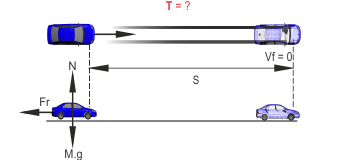 T = ?
Vf = 0
S
N
Fr
M.g